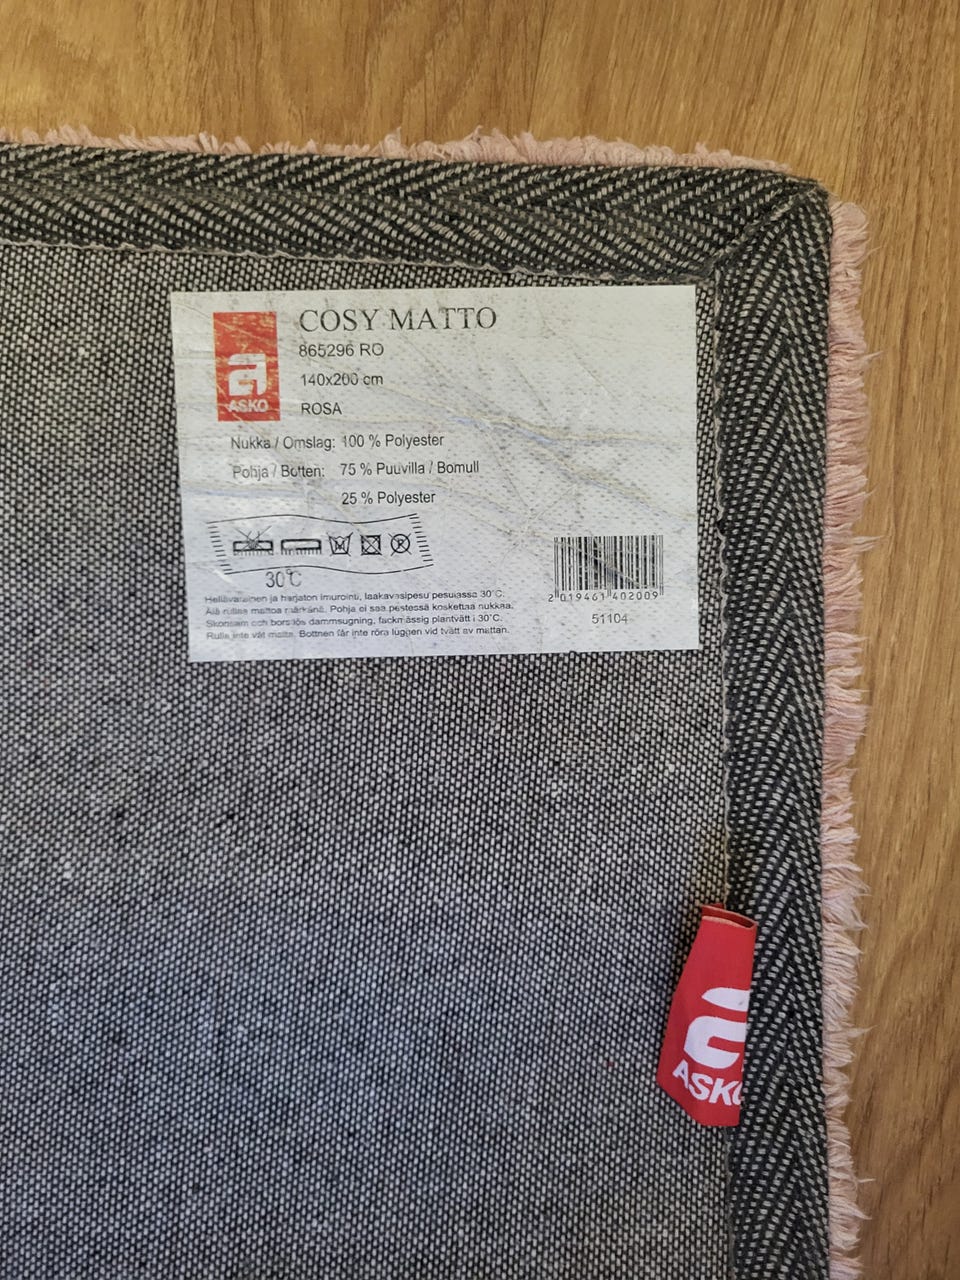 COSY MATTO
865296 RO
ASKO
140x200 cm
ROSA
Nukka / Omslag: 100 % Polyester
Pohja / Botten: 75 % Puuvilla / Bomull
25 % Polyester
P
30°C
Hellävarainen ja harjaton imurointi, laakavasipesu pesulassa 30°C.
Älä rullaa mattoa märkänä. Pohja ei saa pestessä koskettaa nukkaa.
Skonsam och borstlös dammsugning, fackmässig plantvätt i 30°C.
Rulla inte våt matta. Bottnen får inte röra luggen vid tvätt av mattan.
2 019461 402009
51104
ASKO